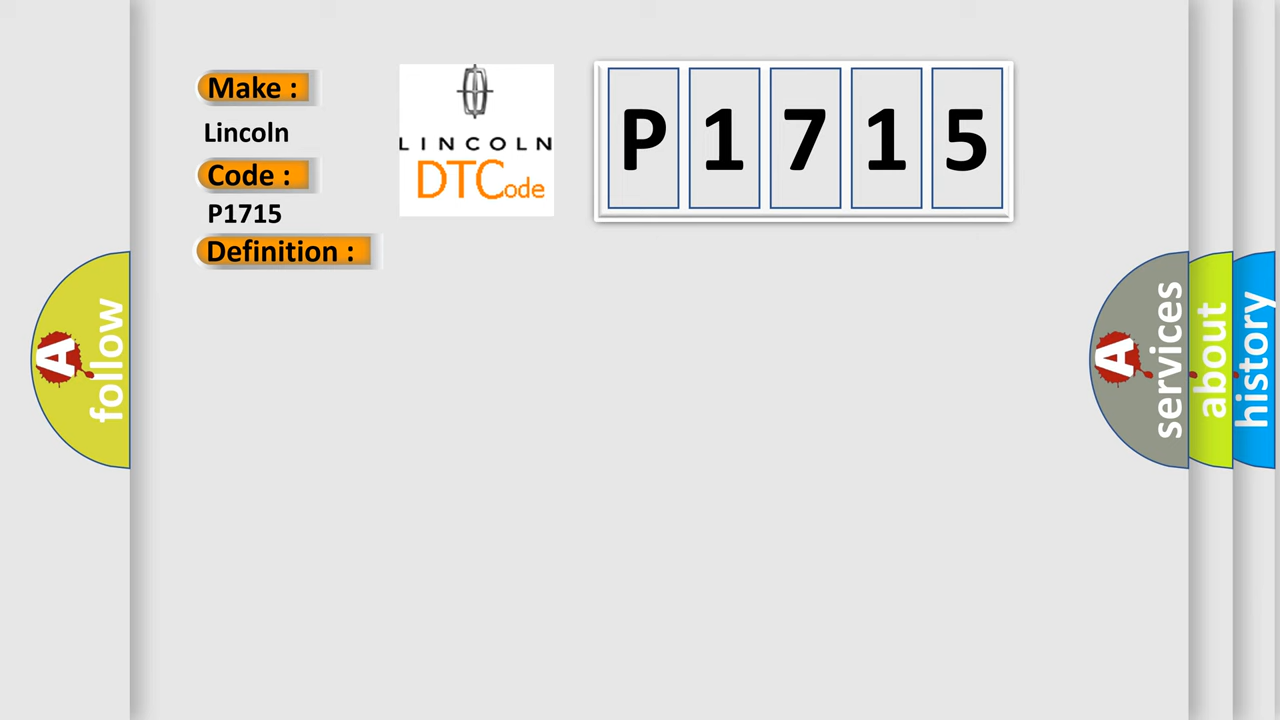 Make :
Lincoln
Code :
P1715
Definition :
LINCOLN
DTCode
P 1 7 1 5
A follow
A services
about
history